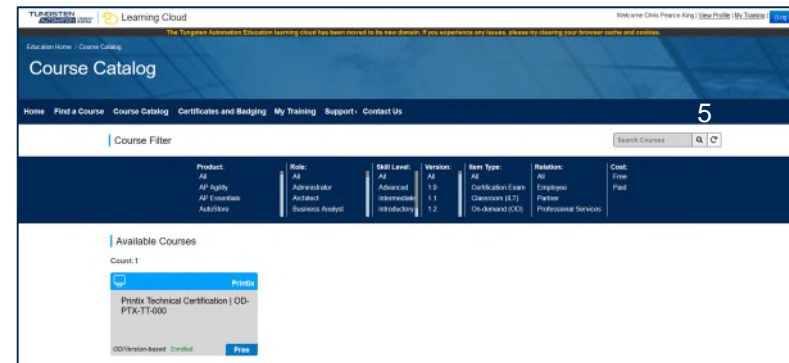 TUNGSTEN
AUTOMATION
Learning Cloud
Welcome Chris Pearce-King | View Profile | My Training |
The Tungsten Automation Education learning cloud has been moved to its new domain. If you experience any issues, please try clearing your browser cache and cookies.
Education Home / Course Catalog
Course Catalog
Home Find a Course Course Catalog Certificates and Badging My Training Support Contact Us
5
Course Filter
Search Courses
Product: Role: Skill Level: Version: Item Type: Relation: Cost:
All All All All All All Free
AP Agility Administrator Advanced 1.0 Certification Exam Employee Paid
AP Essentials Architect Intermediate 1.1 Classroom (ILT) Partner
AutoStore Business Analyst Introductory 1.2 On-demand (OD) Professional Services
Available Courses
Count: 1
Printix
Printix Technical Certification | OD-
PTX-TT-000
OD/Version-based Enrolled Free